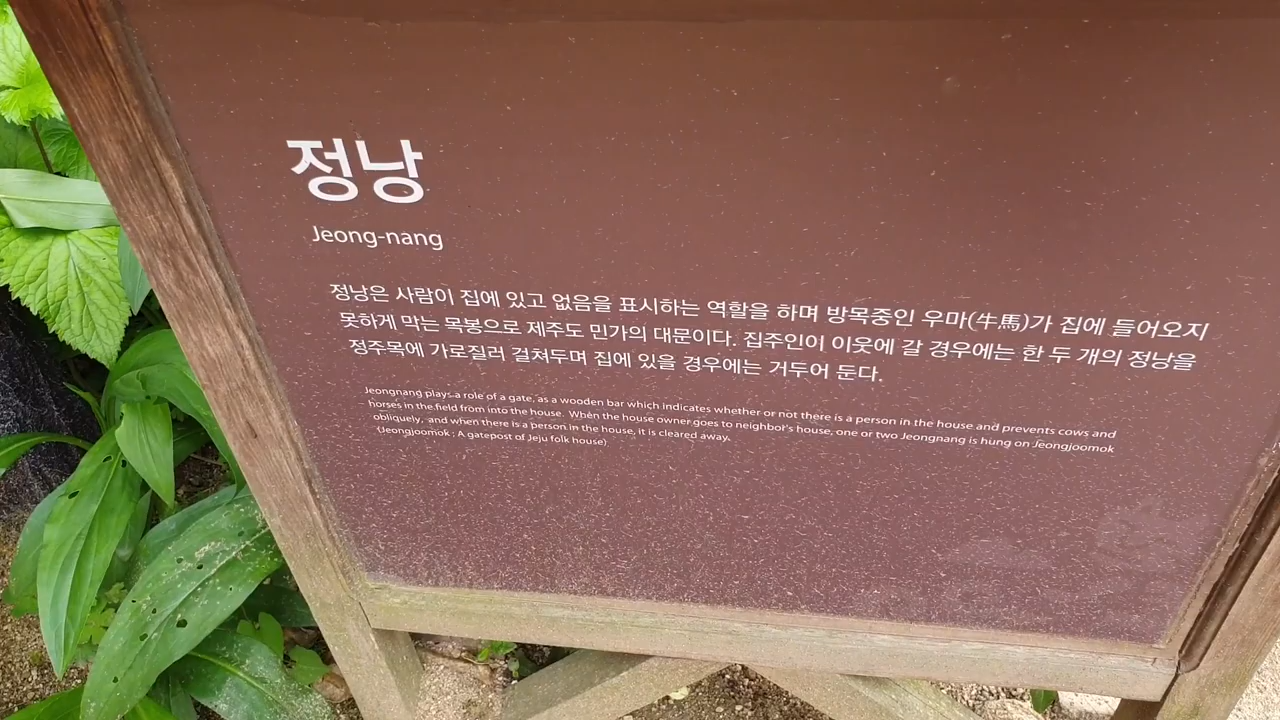 정낭
Jeong-nang
정낭은 사람이 집에 있고 없음을 표시하는 역할을 하며 방목중인 우마(牛馬)가 집에 들어오지
못하게 막는 목봉으로 제주도 민가의 대문이다. 집주인이 이웃에 갈 경우에는 한 두 개의 정낭을
정주목에 가로질러 걸쳐두며 집에 있을 경우에는 거두어 둔다.
Jeongnang plays a role of a gate, as a wooden bar which indicates whether or not there is a person in the house and prevents cows and
horses in the field from into the house. When the house owner goes to neighbor's house, one or two Jeongnang is hung on Jeongjoomok
obliquely, and when there is a person in the house, it is cleared away.
(Jeongjoomok : A gatepost of Jeju folk house)